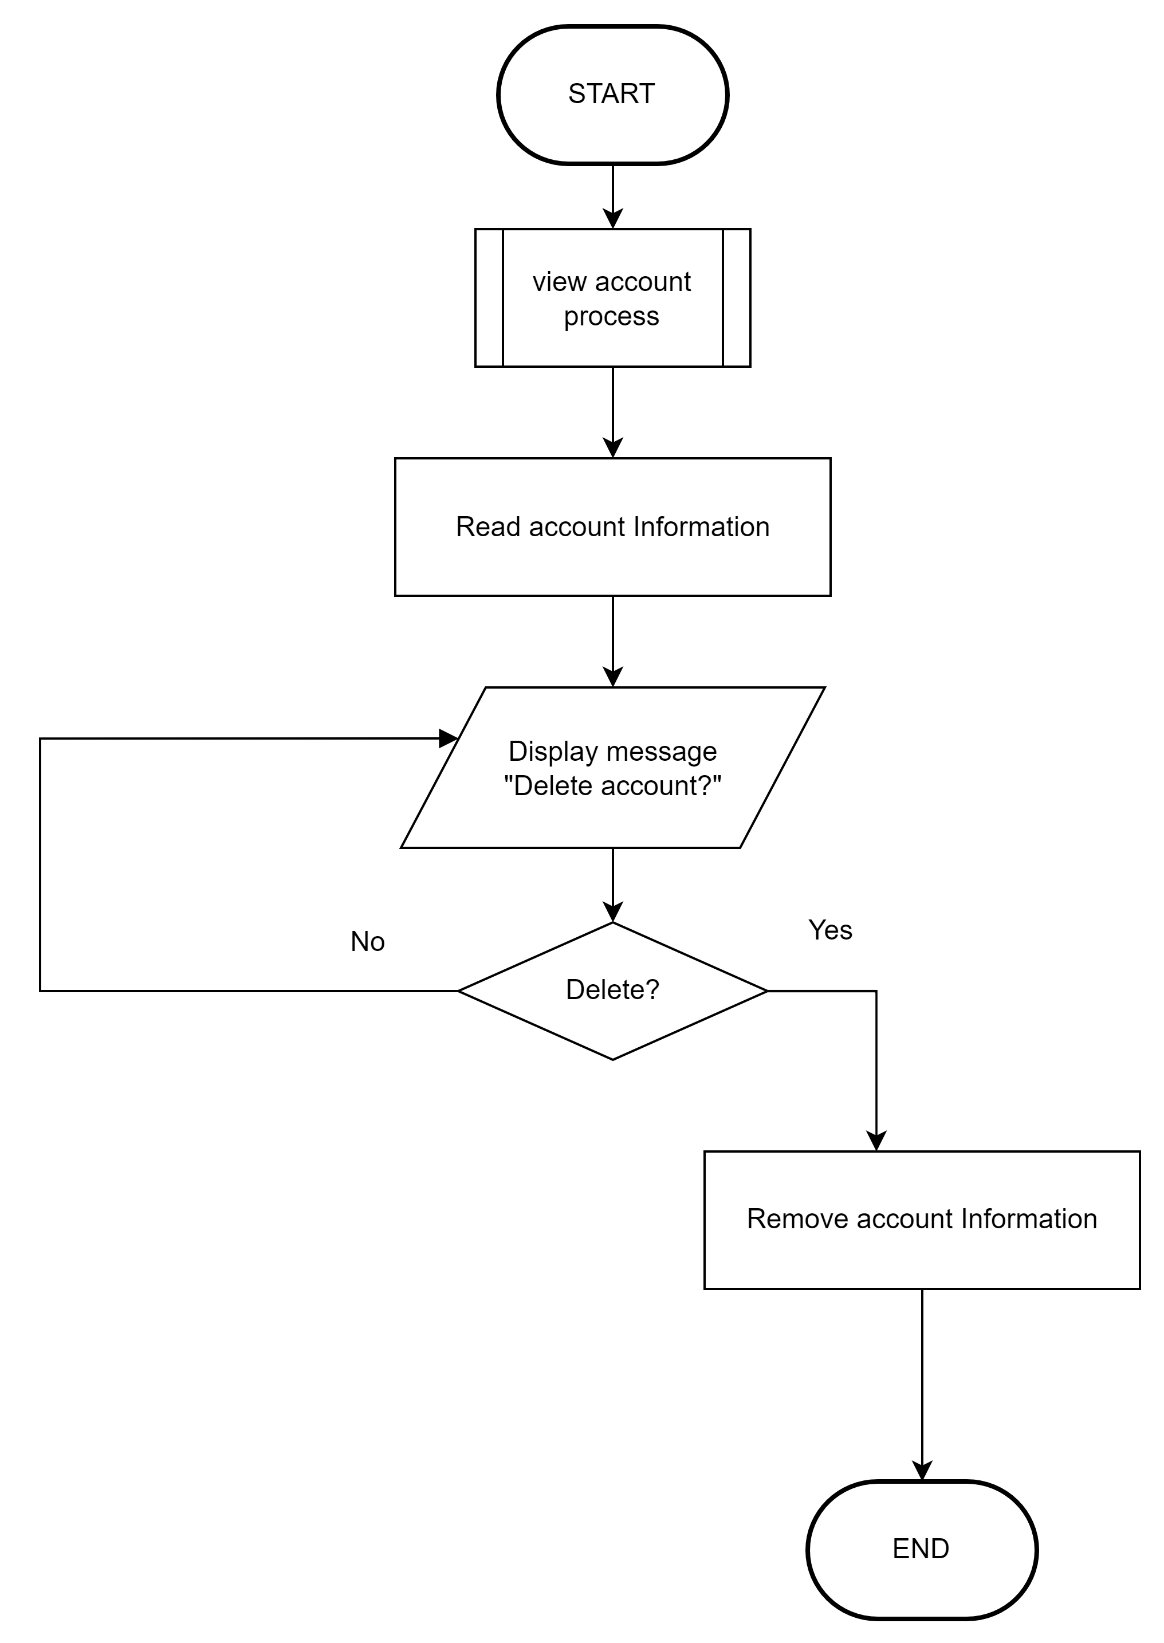 START
view account
process
Read account Information
Display message
"Delete account?"
No
Yes
Delete?
Remove account Information
END